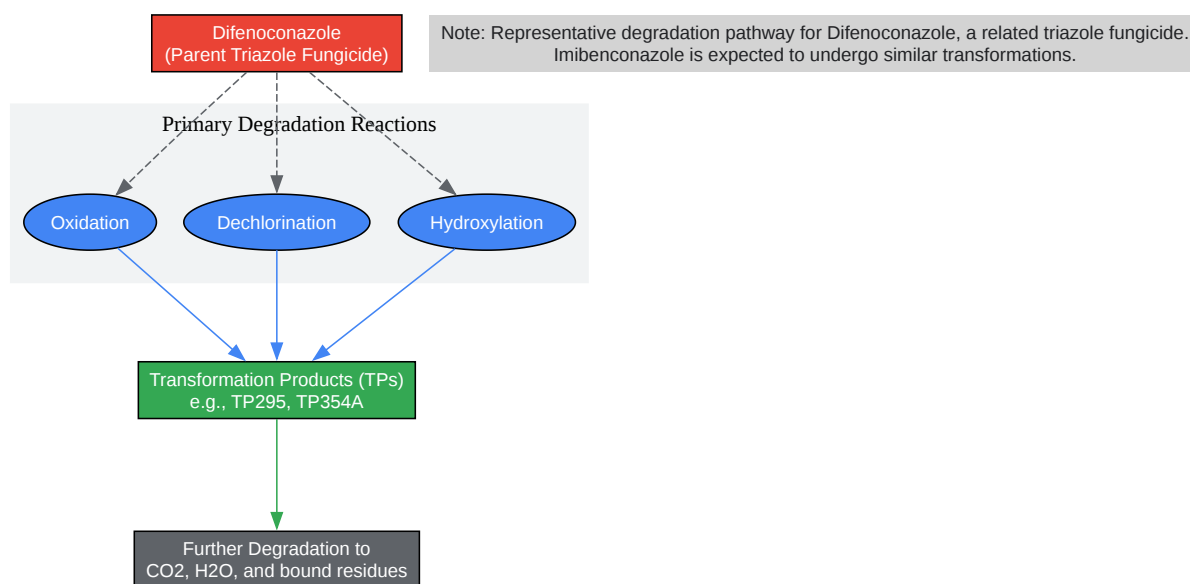 Difenoconazole
(Parent Triazole Fungicide)
Note: Representative degradation pathway for Difenoconazole, a related triazole fungicide.
Imibenconazole is expected to undergo similar transformations.
Primary Degradation Reactions
Oxidation
Dechlorination
Hydroxylation
Transformation Products (TPs)
e.g., TP295, TP354A
Further Degradation to
CO2, H2O, and bound residues